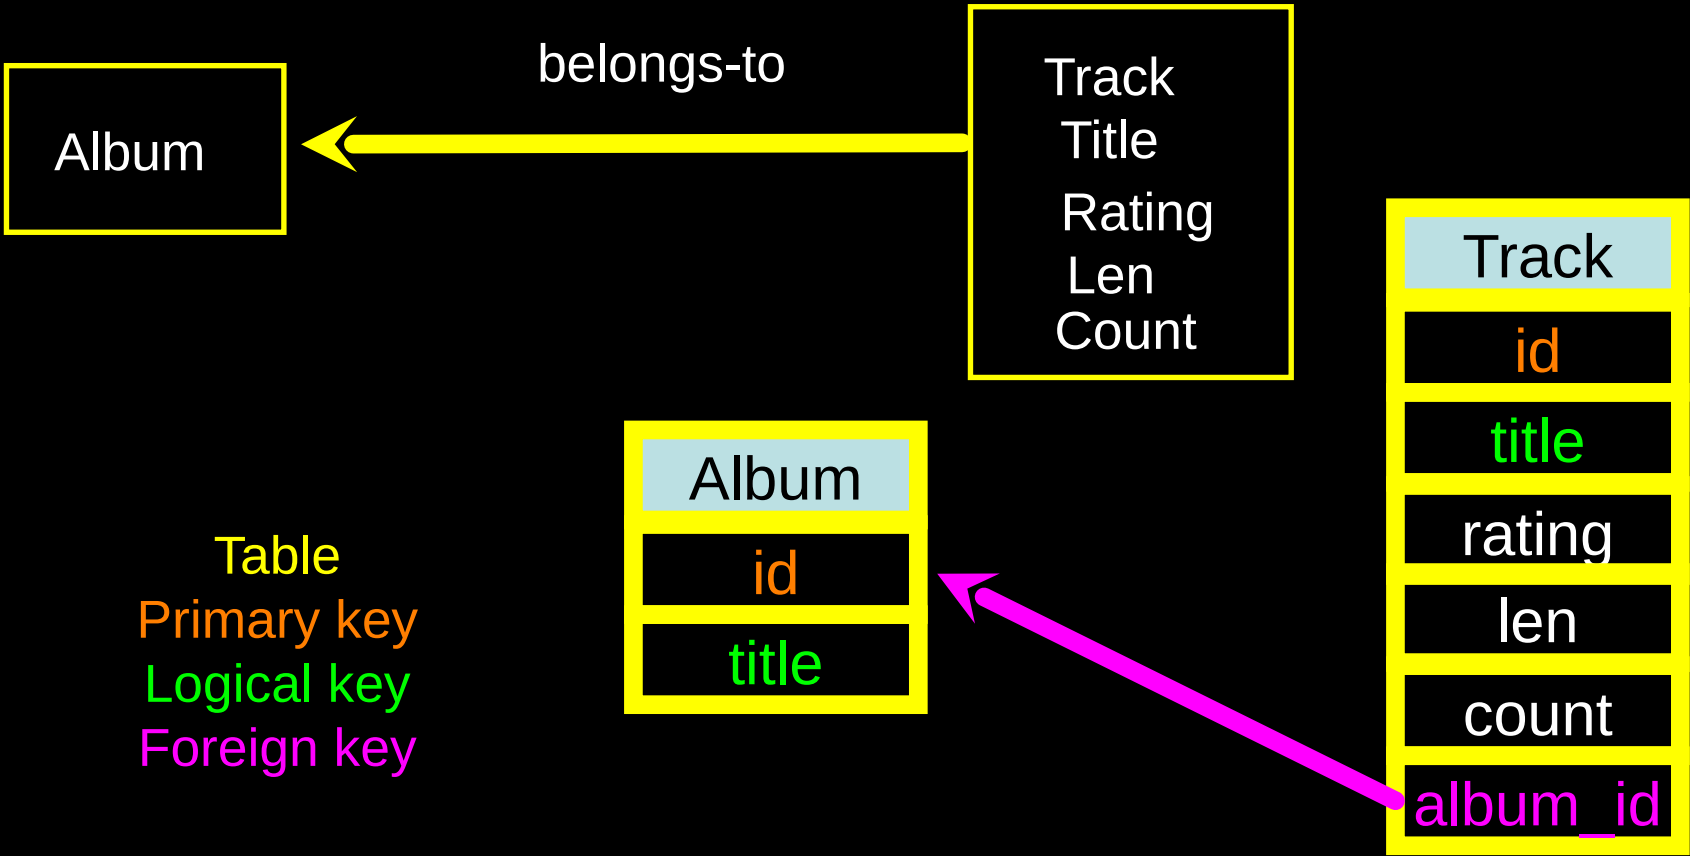 belongs-to
Album
Track
Title
Rating
Len
Count
Track
id
title
rating
len
count
album_id
Album
id
title
Table
Primary key
Logical key
Foreign key